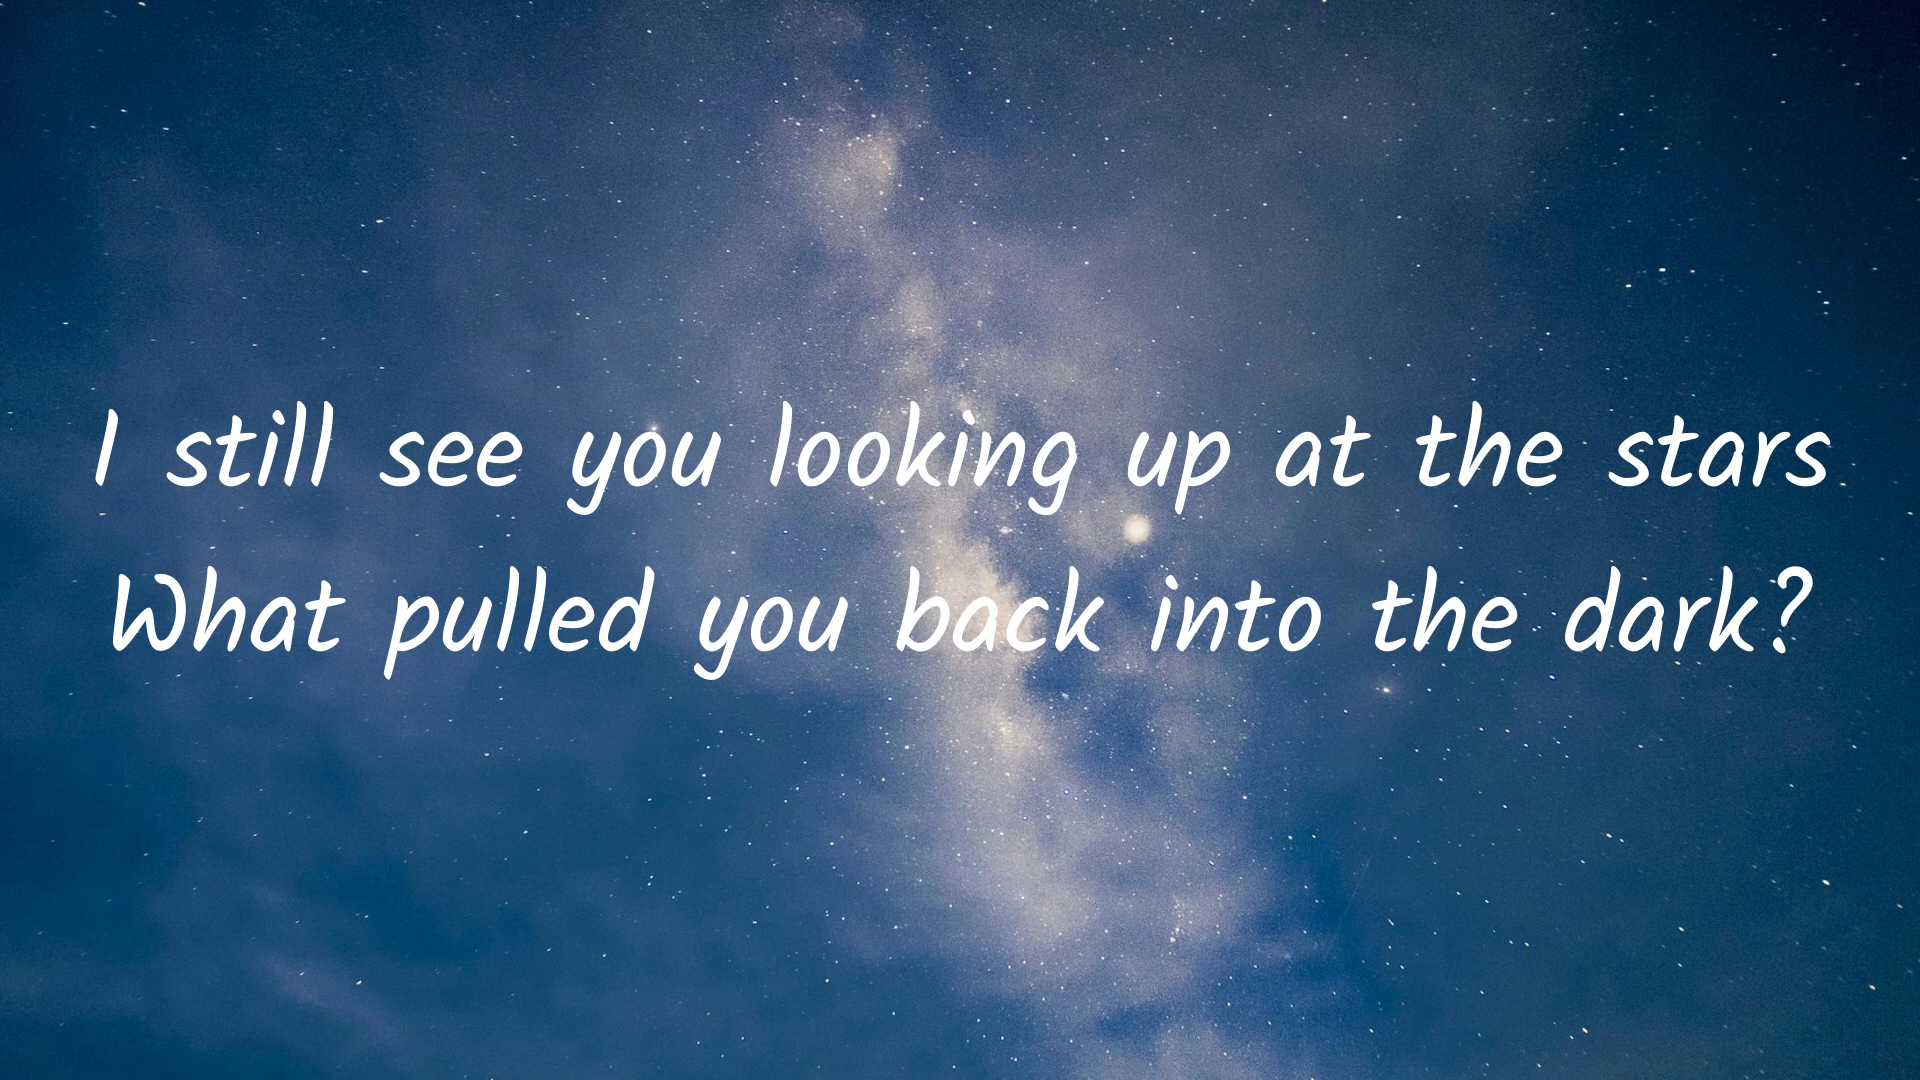 I still see you looking up at the stars
What pulled you back into the dark?